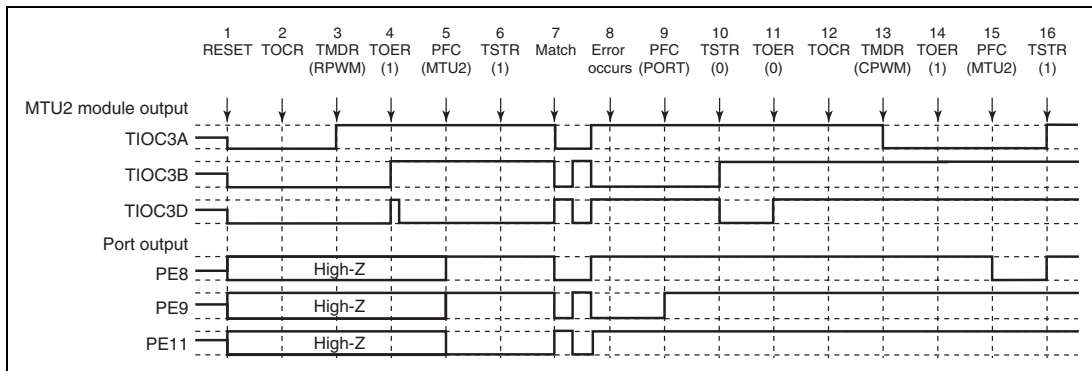 1 2 3 4 5 6 7 8 9 10 11 12 13 14 15 16
RESET TOCR TMDR TOER PFC TSTR Match Error PFC TSTR TOER TOCR TMDR TOER PFC TSTR
(RPWM) (1) (MTU2) (1) occurs (PORT) (0) (0) (CPWM) (1) (MTU2) (1)
MTU2 module output
TIOC3A
TIOC3B
TIOC3D
Port output
PE8 High-Z
PE9 High-Z
PE11 High-Z